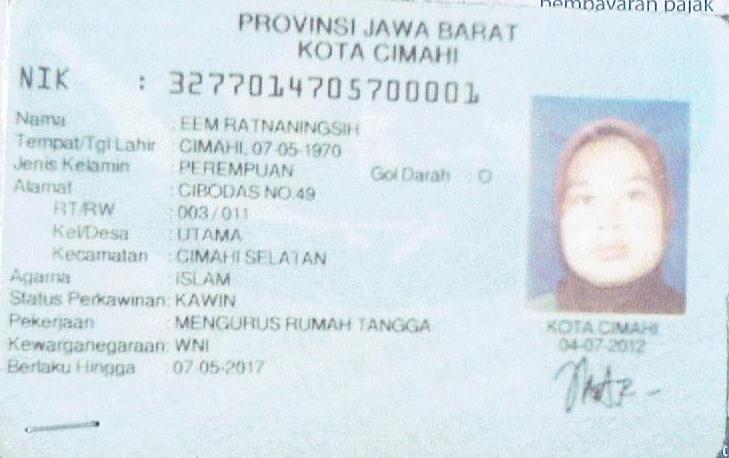 pembayaran pajak
PROVINSI JAWA BARAT
KOTA CIMAHI
NIK : 3277014705700001
Nama : EEM RATNANINGSIH
Tempat/Tgl Lahir : CIMAHI, 07-05-1970
Jenis Kelamin : PEREMPUAN Gol Darah : O
Alamat : CIBODAS NO.49
RT/RW : 003 / 011
Kel/Desa : UTAMA
Kecamatan : CIMAHI SELATAN
Agama : ISLAM
Status Perkawinan: KAWIN
Pekerjaan : MENGURUS RUMAH TANGGA
Kewarganegaraan: WNI
Berlaku Hingga : 07-05-2017
KOTA CIMAHI
04-07-2012